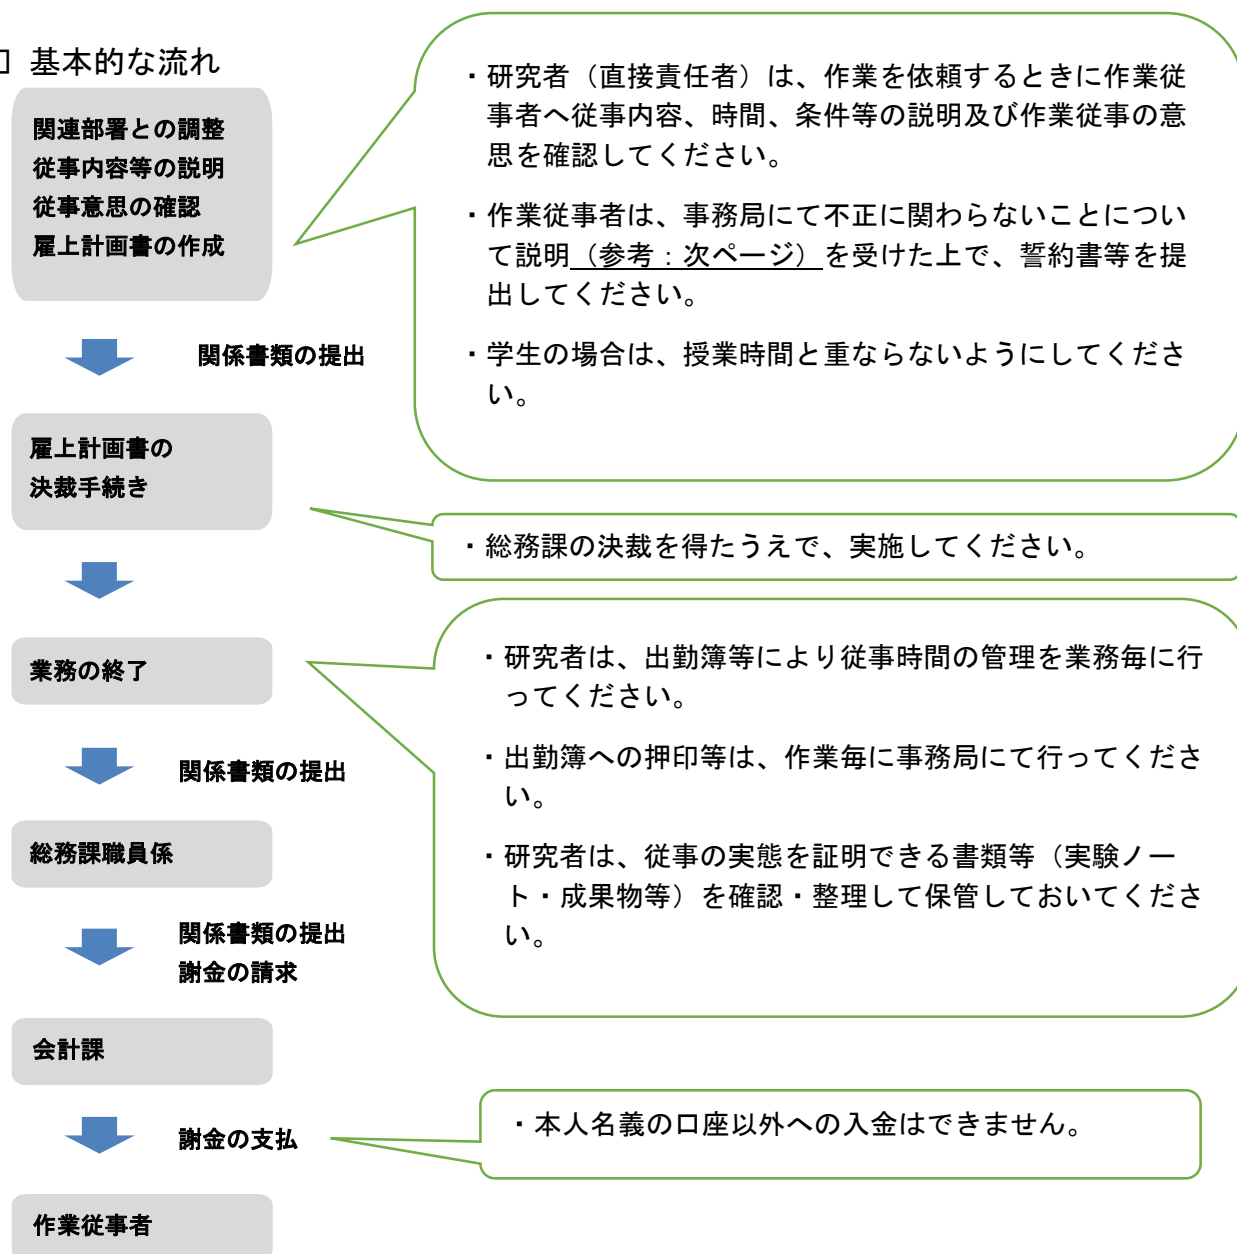 □ 基本的な流れ
関連部署との調整
従事内容等の説明
従事意思の確認
雇上計画書の作成
・研究者（直接責任者）は、作業を依頼するときに作業従
事者へ従事内容、時間、条件等の説明及び作業従事の意
思を確認してください。
・作業従事者は、事務局にて不正に関わらないことについ
て説明（参考：次ページ）を受けた上で、誓約書等を提
出してください。
・学生の場合は、授業時間と重ならないようにしてくださ
い。
関係書類の提出
雇上計画書の
決裁手続き
・総務課の決裁を得たうえで、実施してください。
業務の終了
・研究者は、出勤簿等により従事時間の管理を業務毎に行
ってください。
・出勤簿への押印等は、作業毎に事務局にて行ってくださ
い。
・研究者は、従事の実態を証明できる書類等（実験ノー
ト・成果物等）を確認・整理して保管しておいてくださ
い。
関係書類の提出
総務課職員係
関係書類の提出
謝金の請求
会計課
謝金の支払
・本人名義の口座以外への入金はできません。
作業従事者